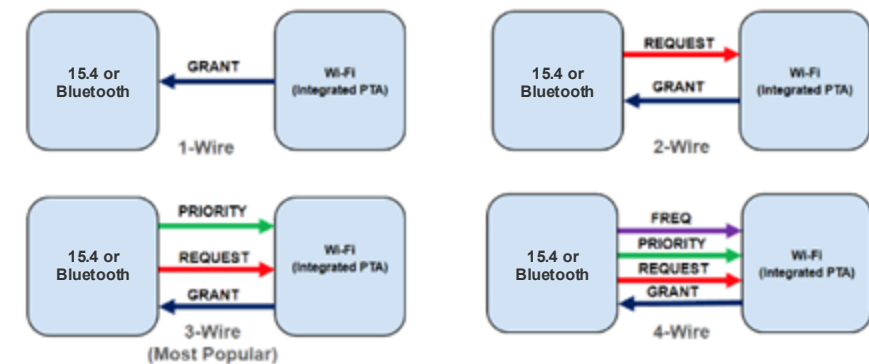 15.4 or
Bluetooth
GRANT
Wi-Fi
(Integrated PTA)
1-Wire
15.4 or
Bluetooth
REQUEST
GRANT
Wi-Fi
(Integrated PTA)
2-Wire
15.4 or
Bluetooth
PRIORITY
REQUEST
GRANT
Wi-Fi
(Integrated PTA)
3-Wire
(Most Popular)
15.4 or
Bluetooth
FREQ
PRIORITY
REQUEST
GRANT
Wi-Fi
(Integrated PTA)
4-Wire